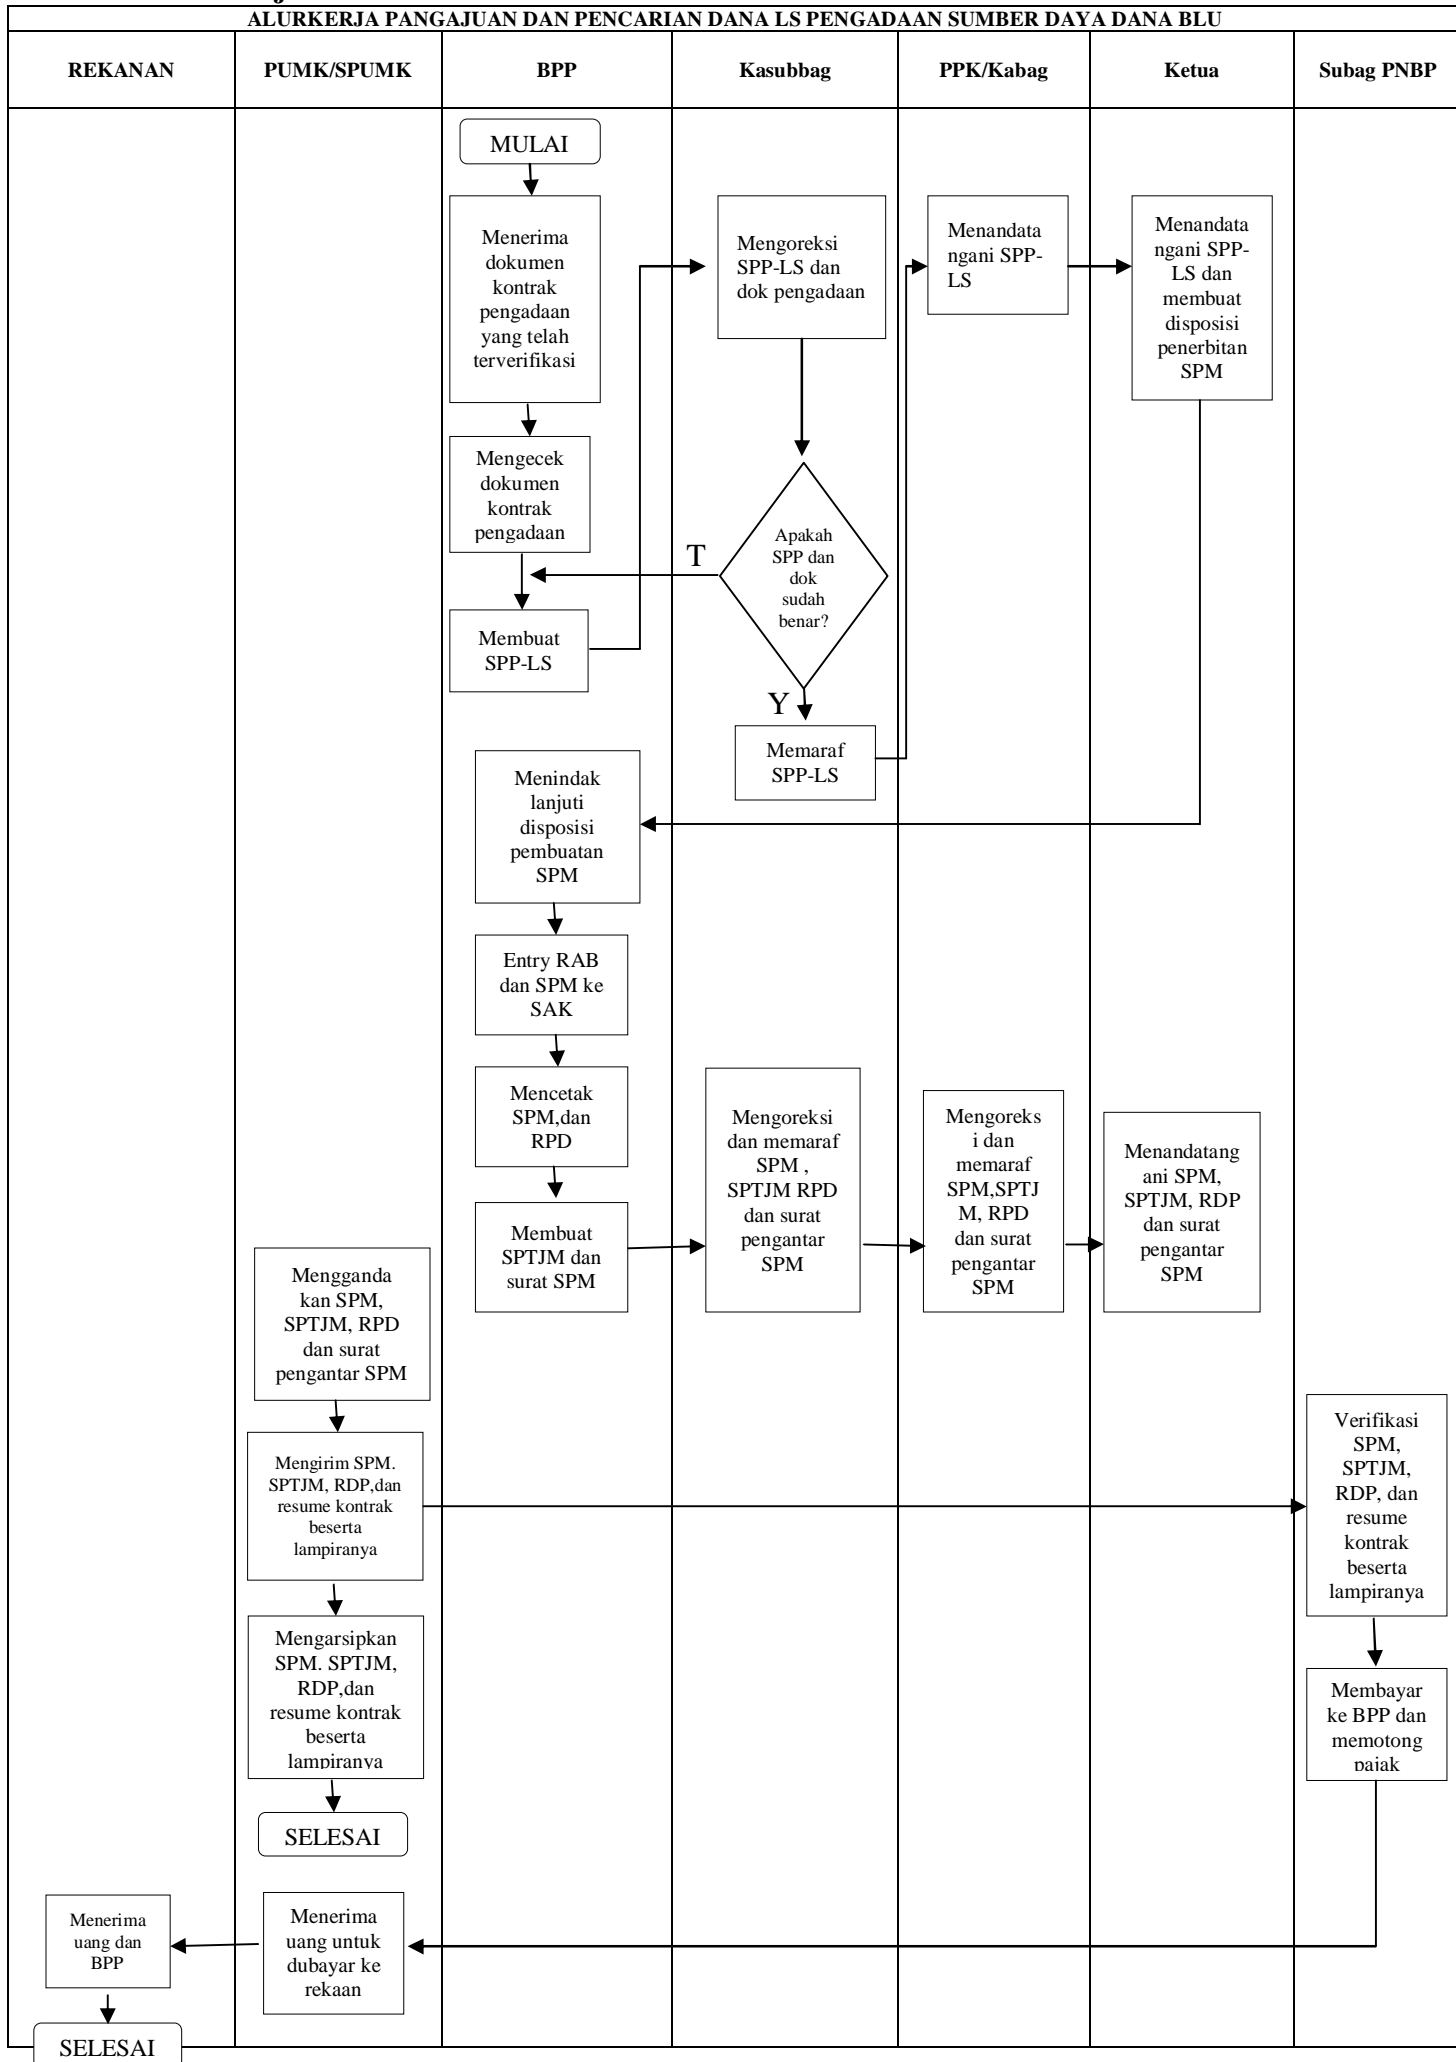 ALURKERJA PANGAJUAN DAN PENCARIAN DANA LS PENGADAAN SUMBER DAYA DANA BLU
REKANAN
PUMK/SPUMK
BPP
Kasubbag
PPK/Kabag
Ketua
Subag PNBP
MULAI
Menerima
dokumen
kontrak
pengadaan
yang telah
terverifikasi
Mengoreksi
SPP-LS dan
dok pengadaan
Menandata
ngani SPP-
LS
Menandata
ngani SPP-
LS dan
membuat
disposisi
penerbitan
SPM
Mengecek
dokumen
kontrak
pengadaan
Apakah
SPP dan
dok
sudah
benar?
T
Membuat
SPP-LS
Y
Memaraf
SPP-LS
Menindak
lanjuti
disposisi
pembuatan
SPM
Entry RAB
dan SPM ke
SAK
Mencetak
SPM,dan
RPD
Membuat
SPTJM dan
surat SPM
Mengoreksi
dan memaraf
SPM ,
SPTJM RPD
dan surat
pengantar
SPM
Mengoreks
i dan
memaraf
SPM,SPTJ
M, RPD
dan surat
pengantar
SPM
Menandatang
ani SPM,
SPTJM, RDP
dan surat
pengantar
SPM
Mengganda
kan SPM,
SPTJM, RPD
dan surat
pengantar SPM
Mengirim SPM.
SPTJM, RDP,dan
resume kontrak
beserta
lampiranya
Verifikasi
SPM,
SPTJM,
RDP, dan
resume
kontrak
beserta
lampiranya
Mengarsipkan
SPM. SPTJM,
RDP,dan
resume kontrak
beserta
lampiranya
Membayar
ke BPP dan
memotong
pajak
SELESAI
Menerima
uang untuk
dubayar ke
rekaan
Menerima
uang dan
BPP
SELESAI